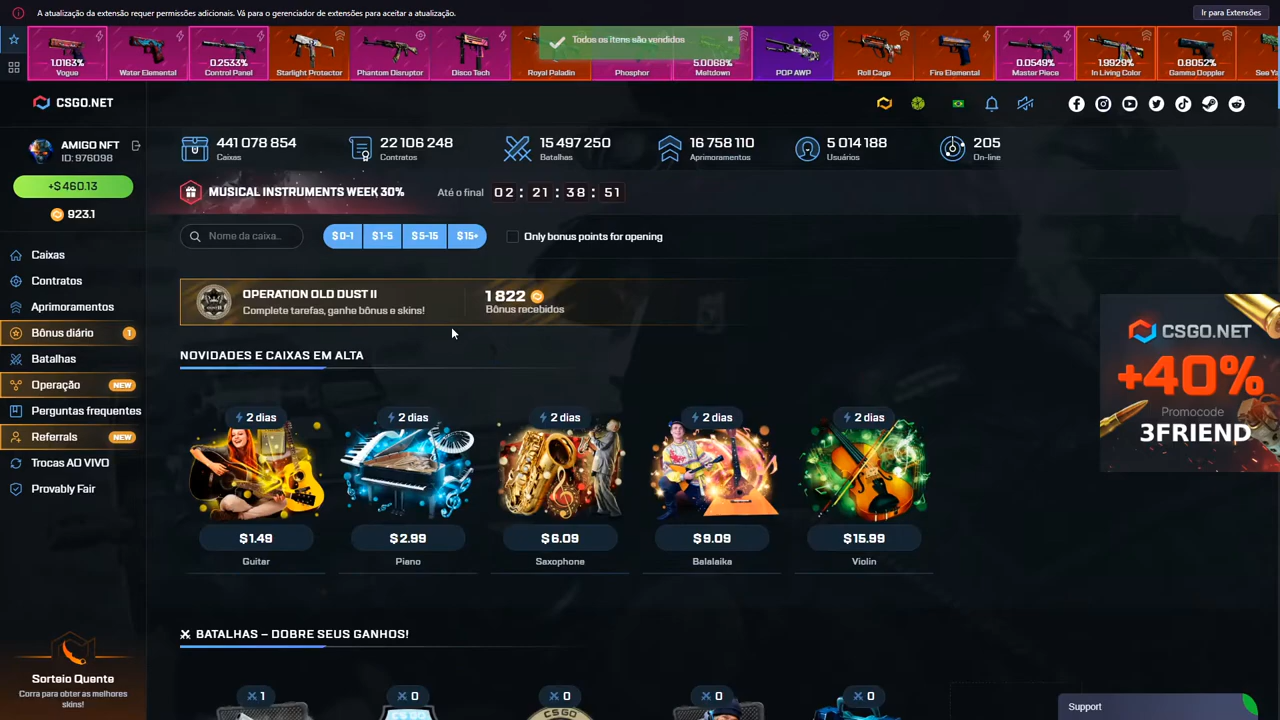 A atualização da extensão requer permissões adicionais. Vá para o gerenciador de extensões para aceitar a atualização.
Ir para Extensões
1.0163%
Vogue
Water Elemental
0.2533%
Control Panel
Starlight Protector
Phantom Disruptor
Disco Tech
Royal Paladin
Phosphor
5.0068%
Meltdown
POP AWP
Roll Cage
Fire Elemental
0.0549%
Master Piece
1.9929%
In Living Color
0.8052%
Gamma Doppler
See Ya
Todos os itens são vendidos
CSGO.NET
AMIGO NFT
ID: 976098
+$460.13
923.1
441 078 854
Caixas
22 106 248
Contratos
15 497 250
Batalhas
16 758 110
Aprimoramentos
5 014 188
Usuários
205
On-line
MUSICAL INSTRUMENTS WEEK 30%
Até o final
02 : 21 : 38 : 51
Nome da caixa...
$0-1
$1-5
$5-15
$15+
Only bonus points for opening
Caixas
Contratos
Aprimoramentos
Bônus diário 1
Batalhas
Operação NEW
Perguntas frequentes
Referrals NEW
Trocas AO VIVO
Provably Fair
Sorteio Quente
Corra para obter as melhores
skins!
OPERATION OLD DUST II
Complete tarefas, ganhe bônus e skins!
1 822
Bônus recebidos
NOVIDADES E CAIXAS EM ALTA
2 dias
$1.49
Guitar
2 dias
$2.99
Piano
2 dias
$6.09
Saxophone
2 dias
$9.09
Balalaika
2 dias
$15.99
Violin
CSGO.NET
+40%
Promocode
3FRIEND
BATALHAS – DOBRE SEUS GANHOS!
1
0
0
0
0
CSGO
Support